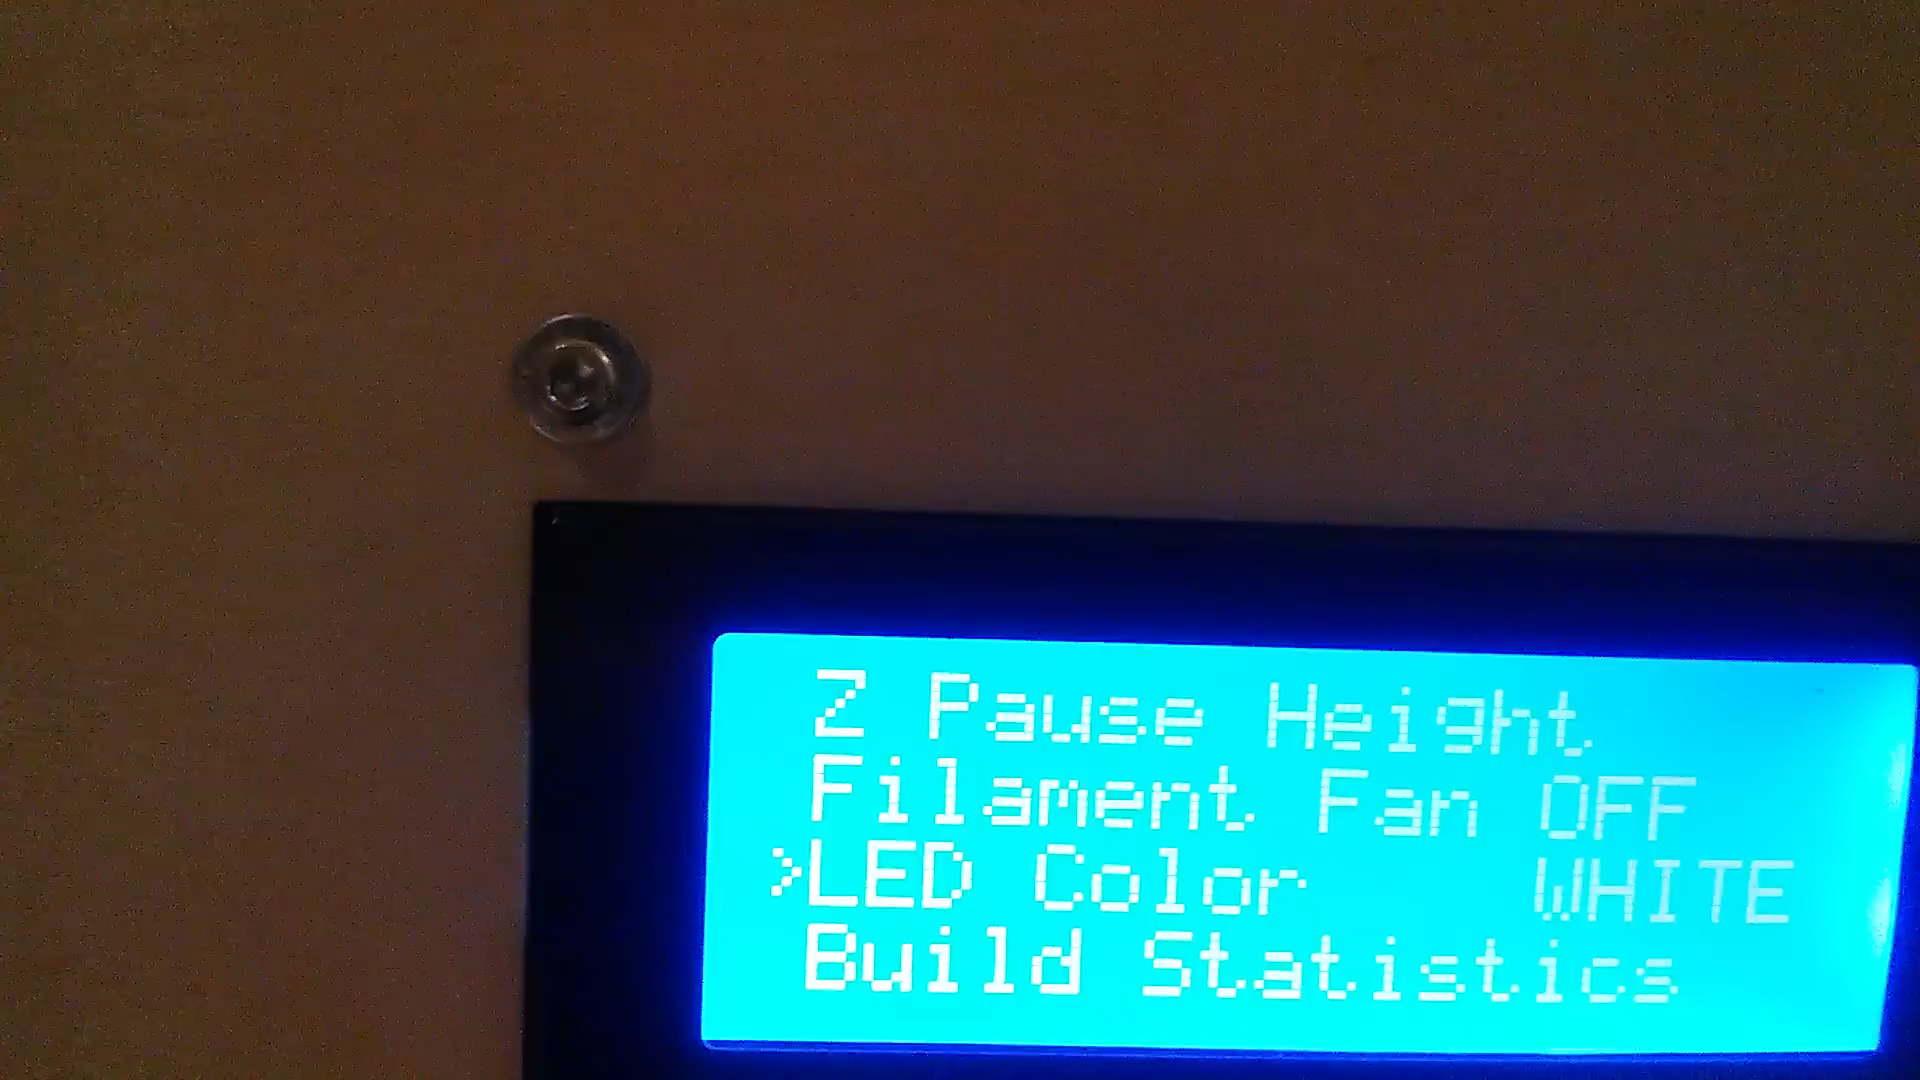 Z Pause Height
Filament Fan OFF
>LED Color WHITE
Build Statistics